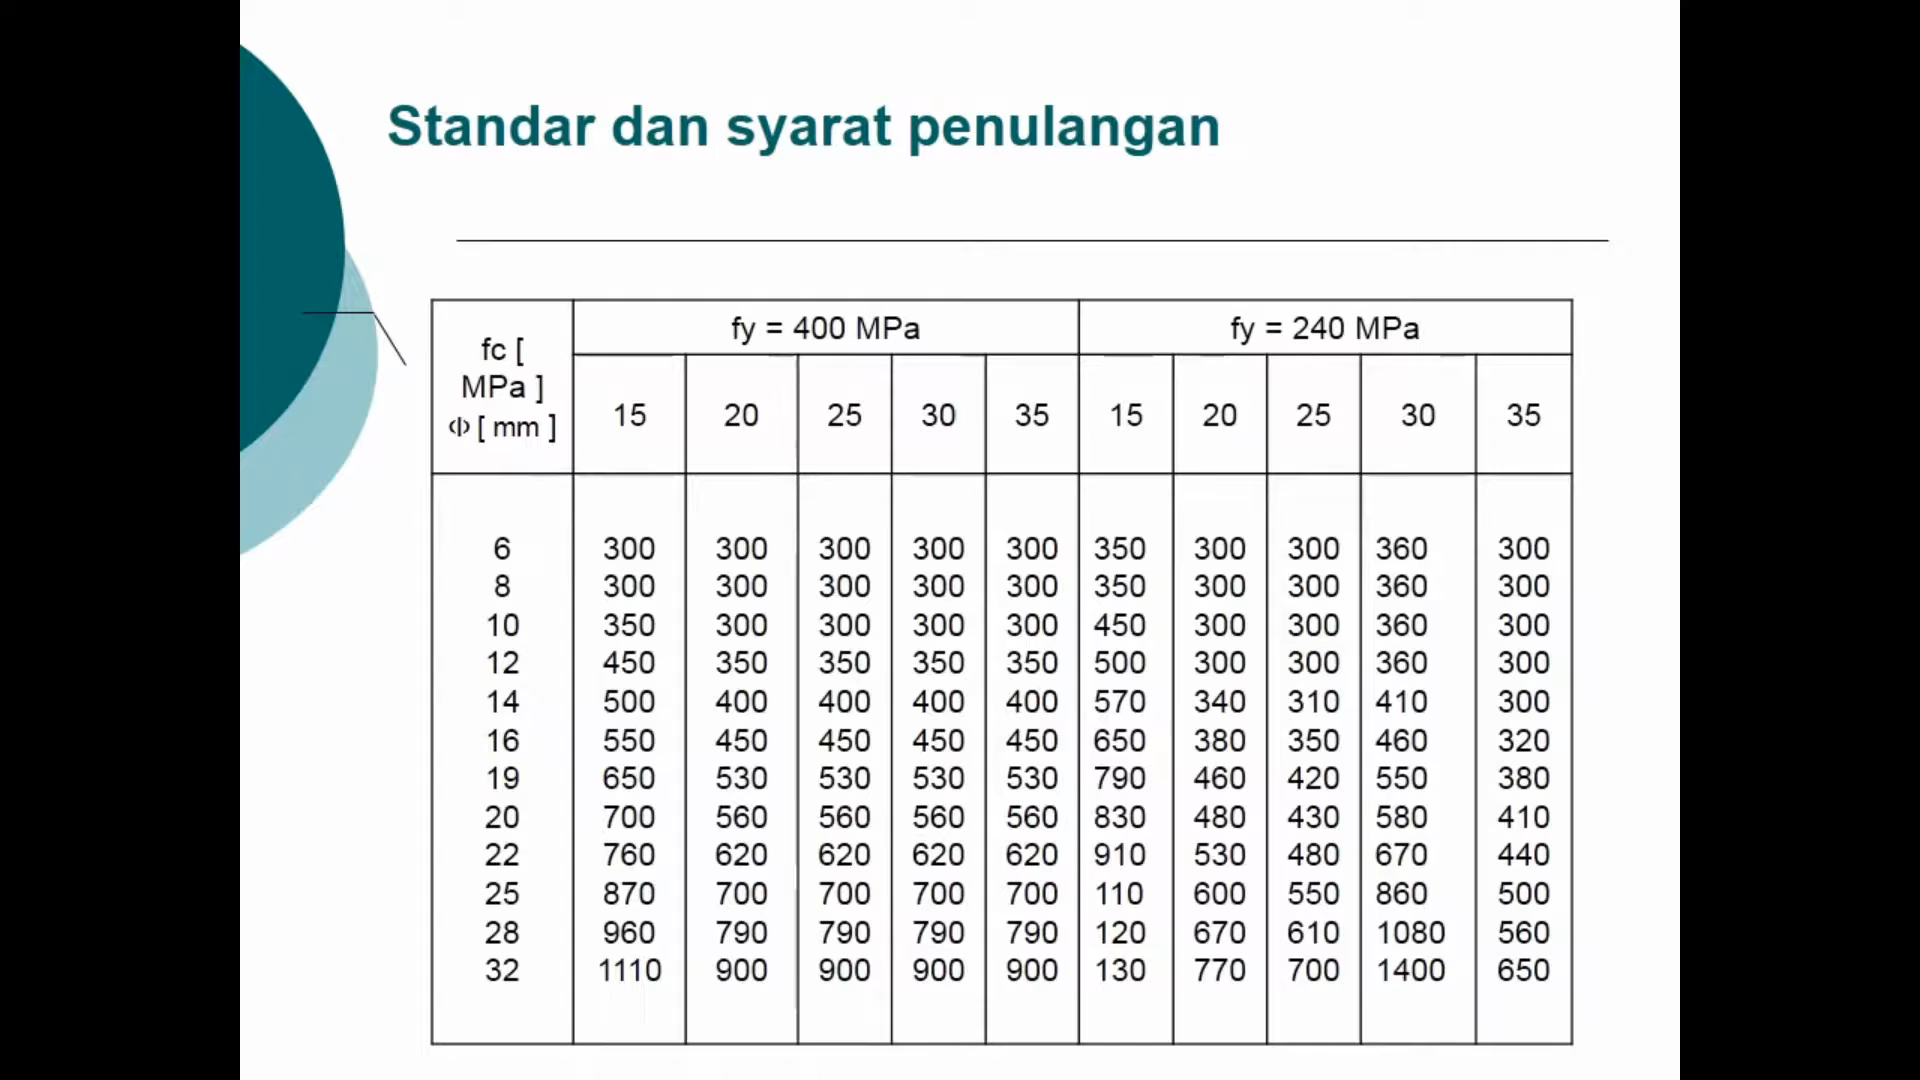 Standar dan syarat penulangan
fc [ MPa ] Φ [ mm ]
fy = 400 MPa fy = 240 MPa
15 20 25 30 35 15 20 25 30 35
6 300 300 300 300 300 350 300 300 360 300
8 300 300 300 300 300 350 300 300 360 300
10 350 300 300 300 300 450 300 300 360 300
12 450 350 350 350 350 500 300 300 360 300
14 500 400 400 400 400 570 340 310 410 300
16 550 450 450 450 450 650 380 350 460 320
19 650 530 530 530 530 790 460 420 550 380
20 700 560 560 560 560 830 480 430 580 410
22 760 620 620 620 620 910 530 480 670 440
25 870 700 700 700 700 110 600 550 860 500
28 960 790 790 790 790 120 670 610 1080 560
32 1110 900 900 900 900 130 770 700 1400 650